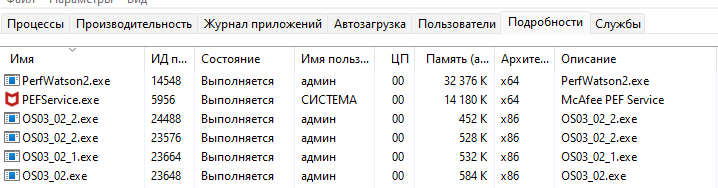 Файл Параметры Вид
Процессы Производительность Журнал приложений Автозагрузка Пользователи Подробности Службы
Имя ИД п... Состояние Имя польз... ЦП Память (а... Архите... Описание
PerfWatson2.exe 14548 Выполняется админ 00 32 376 К x64 PerfWatson2.exe
PEFService.exe 5956 Выполняется СИСТЕМА 00 14 180 К x64 McAfee PEF Service
OS03_02_2.exe 24488 Выполняется админ 00 452 К x86 OS03_02_2.exe
OS03_02_2.exe 23576 Выполняется админ 00 528 К x86 OS03_02_2.exe
OS03_02_1.exe 23664 Выполняется админ 00 532 К x86 OS03_02_1.exe
OS03_02.exe 23648 Выполняется админ 00 584 К x86 OS03_02.exe